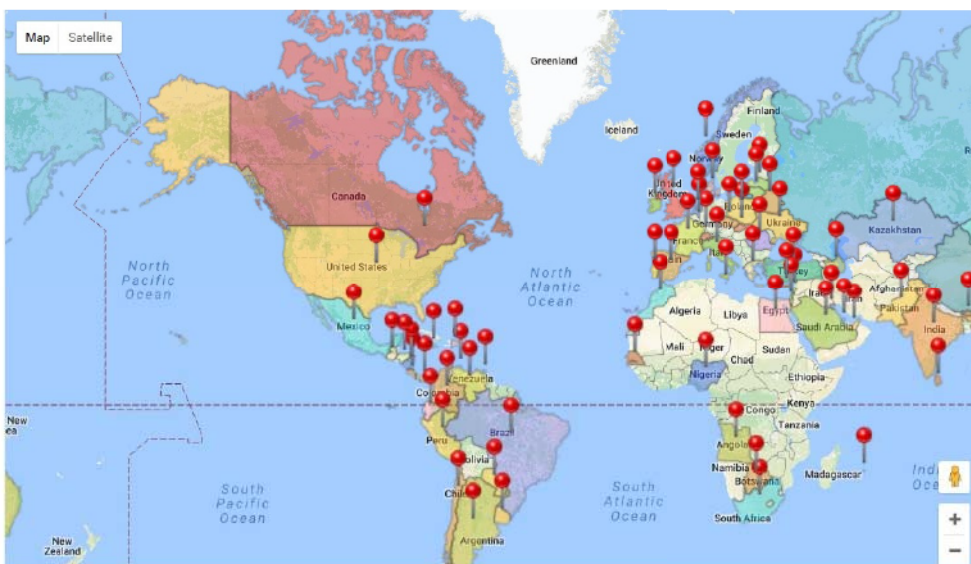 Map Satellite
Greenland
Iceland
Finland
Sweden
Norway
Canada
United
Kingdom
Poland
Germany
Ukraine
Kazakhstan
France
North
Pacific
Ocean
United States
North
Atlantic
Ocean
Turkey
Afghanistan
Iran
Pakistan
Mexico
Algeria
Libya
Egypt
Saudi Arabia
India
Mali
Niger
Chad
Sudan
Nigeria
Ethiopia
Venezuela
Colombia
Kenya
Congo
Tanzania
New
Brazil
Peru
Angola
Bolivia
Namibia
Madagascar
Botswana
South
Pacific
Ocean
South
Atlantic
Ocean
Chile
South Africa
Argentina
New
Zealand
+
−